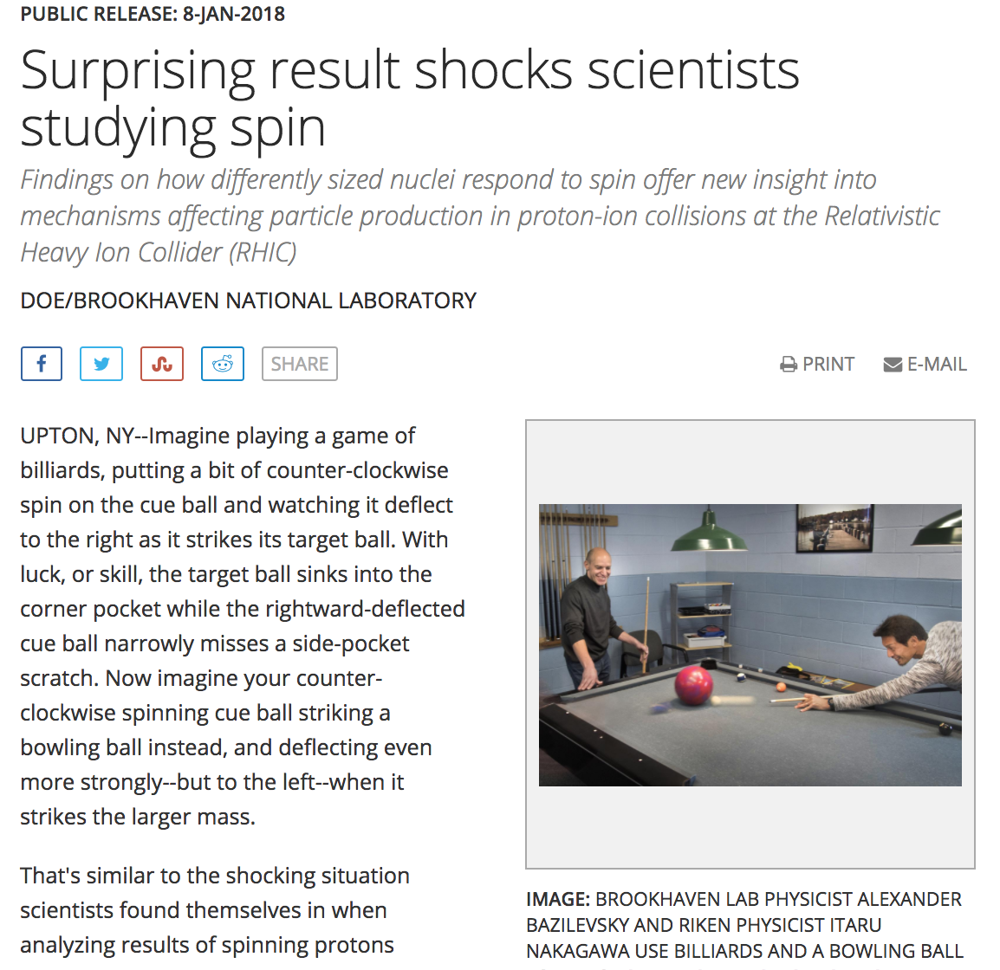 PUBLIC RELEASE: 8-JAN-2018
Surprising result shocks scientists
studying spin
Findings on how differently sized nuclei respond to spin offer new insight into
mechanisms affecting particle production in proton-ion collisions at the Relativistic
Heavy Ion Collider (RHIC)
DOE/BROOKHAVEN NATIONAL LABORATORY
SHARE
PRINT
E-MAIL
UPTON, NY--Imagine playing a game of
billiards, putting a bit of counter-clockwise
spin on the cue ball and watching it deflect
to the right as it strikes its target ball. With
luck, or skill, the target ball sinks into the
corner pocket while the rightward-deflected
cue ball narrowly misses a side-pocket
scratch. Now imagine your counter-
clockwise spinning cue ball striking a
bowling ball instead, and deflecting even
more strongly--but to the left--when it
strikes the larger mass.
That's similar to the shocking situation
scientists found themselves in when
analyzing results of spinning protons
IMAGE: BROOKHAVEN LAB PHYSICIST ALEXANDER
BAZILEVSKY AND RIKEN PHYSICIST ITARU
NAKAGAWA USE BILLIARDS AND A BOWLING BALL